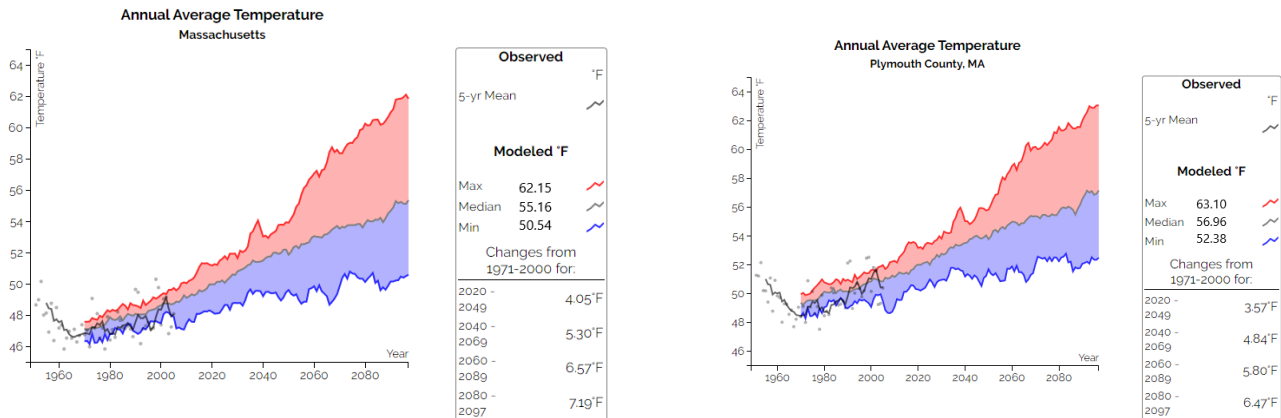 Annual Average Temperature
Massachusetts
Temperature °F
64
62
60
58
56
54
52
50
48
46
1960
1980
2000
2020
2040
2060
2080
Year
Observed
°F
5-yr Mean
Modeled °F
Max 62.15
Median 55.16
Min 50.54
Changes from
1971-2000 for:
2020 -
2049
4.05°F
2040 -
2069
5.30°F
2060 -
2089
6.57°F
2080 -
2097
7.19°F
Annual Average Temperature
Plymouth County, MA
Temperature °F
64
62
60
58
56
54
52
50
48
46
1960
1980
2000
2020
2040
2060
2080
Year
Observed
°F
5-yr Mean
Modeled °F
Max 63.10
Median 56.96
Min 52.38
Changes from
1971-2000 for:
2020 -
2049
3.57°F
2040 -
2069
4.84°F
2060 -
2089
5.80°F
2080 -
2097
6.47°F